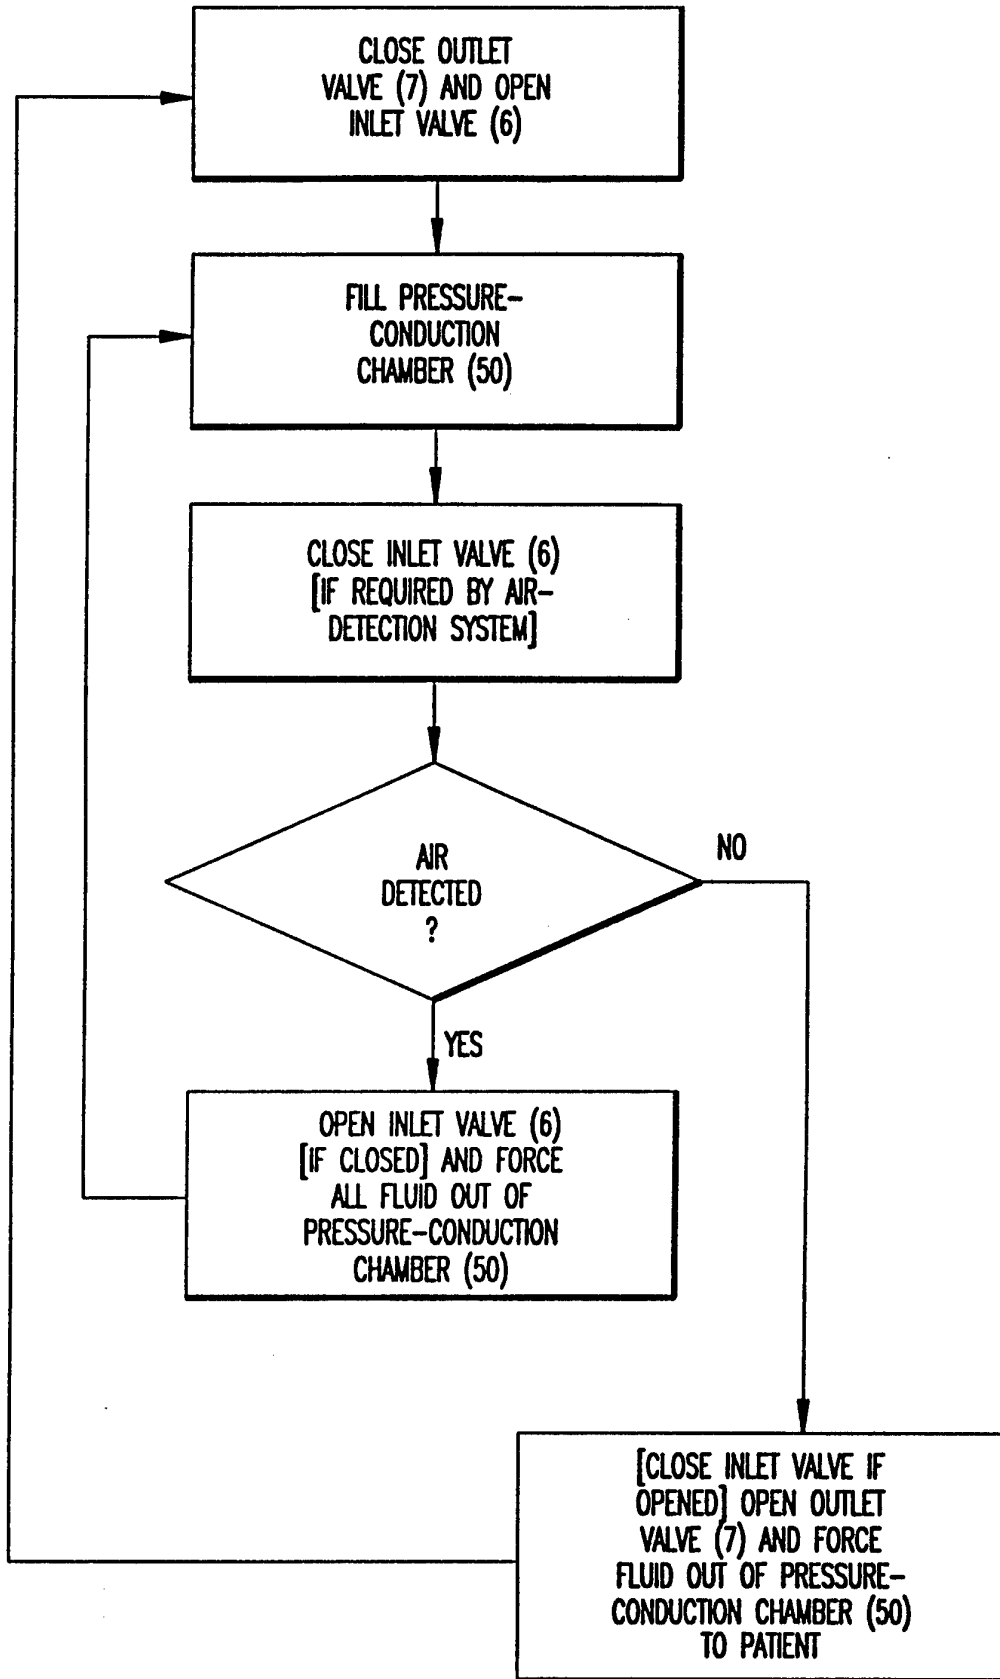 CLOSE OUTLET
VALVE (7) AND OPEN
INLET VALVE (6)
FILL PRESSURE-
CONDUCTION
CHAMBER (50)
CLOSE INLET VALVE (6)
[IF REQUIRED BY AIR-
DETECTION SYSTEM]
AIR
DETECTED
?
NO
YES
OPEN INLET VALVE (6)
[IF CLOSED] AND FORCE
ALL FLUID OUT OF
PRESSURE-CONDUCTION
CHAMBER (50)
[CLOSE INLET VALVE IF
OPENED] OPEN OUTLET
VALVE (7) AND FORCE
FLUID OUT OF PRESSURE-
CONDUCTION CHAMBER (50)
TO PATIENT